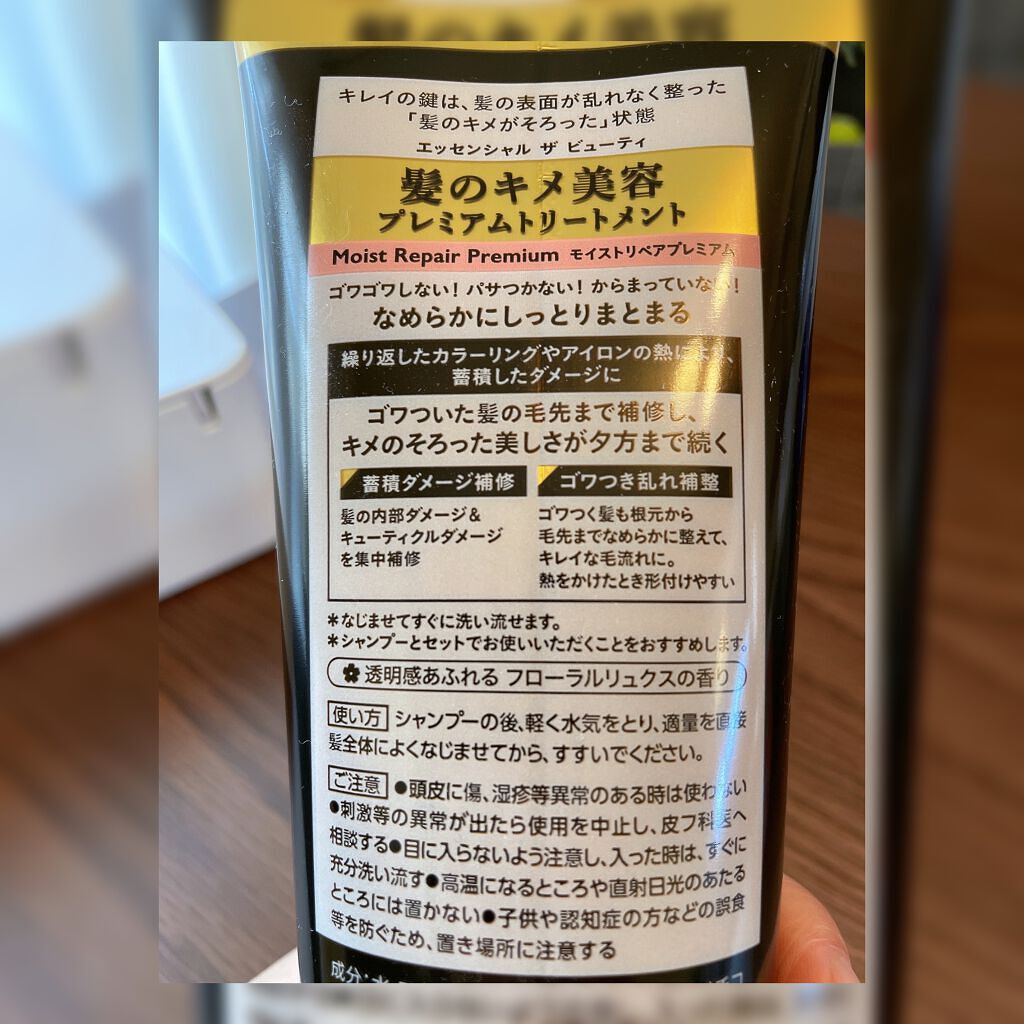 キレイの鍵は、髪の表面が乱れなく整った
「髪のキメがそろった」状態
エッセンシャル ザ ビューティ
髪のキメ美容
プレミアムトリートメント
Moist Repair Premium モイストリペアプレミアム
ゴワゴワしない! パサつかない! からまっていない!
なめらかにしっとりまとまる
繰り返したカラーリングやアイロンの熱により、
蓄積したダメージに
ゴワついた髪の毛先まで補修し、
キメのそろった美しさが夕方まで続く
蓄積ダメージ補修
髪の内部ダメージ&
キューティクルダメージ
を集中補修
ゴワつき乱れ補整
ゴワつく髪も根元から
毛先までなめらかに整えて、
キレイな毛流れに。
熱をかけたとき形付けやすい
*なじませてすぐに洗い流せます。
*シャンプーとセットでお使いいただくことをおすすめします。
透明感あふれる フローラルリュクスの香り
使い方 シャンプーの後、軽く水気をとり、適量を直接
髪全体によくなじませてから、すすいでください。
ご注意 ●頭皮に傷、湿疹等異常のある時は使わない
●刺激等の異常が出たら使用を中止し、皮フ科医へ
相談する●目に入らないよう注意し、入った時は、すぐに
充分洗い流す●高温になるところや直射日光のあたる
ところには置かない●子供や認知症の方などの誤食
等を防ぐため、置き場所に注意する
成分:水